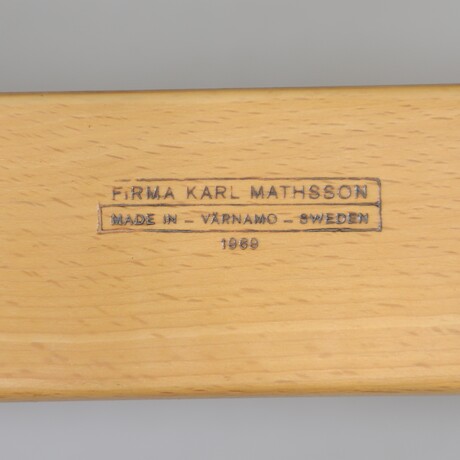 FIRMA KARL MATHSSON
MADE IN – VÄRNAMO – SWEDEN
1969